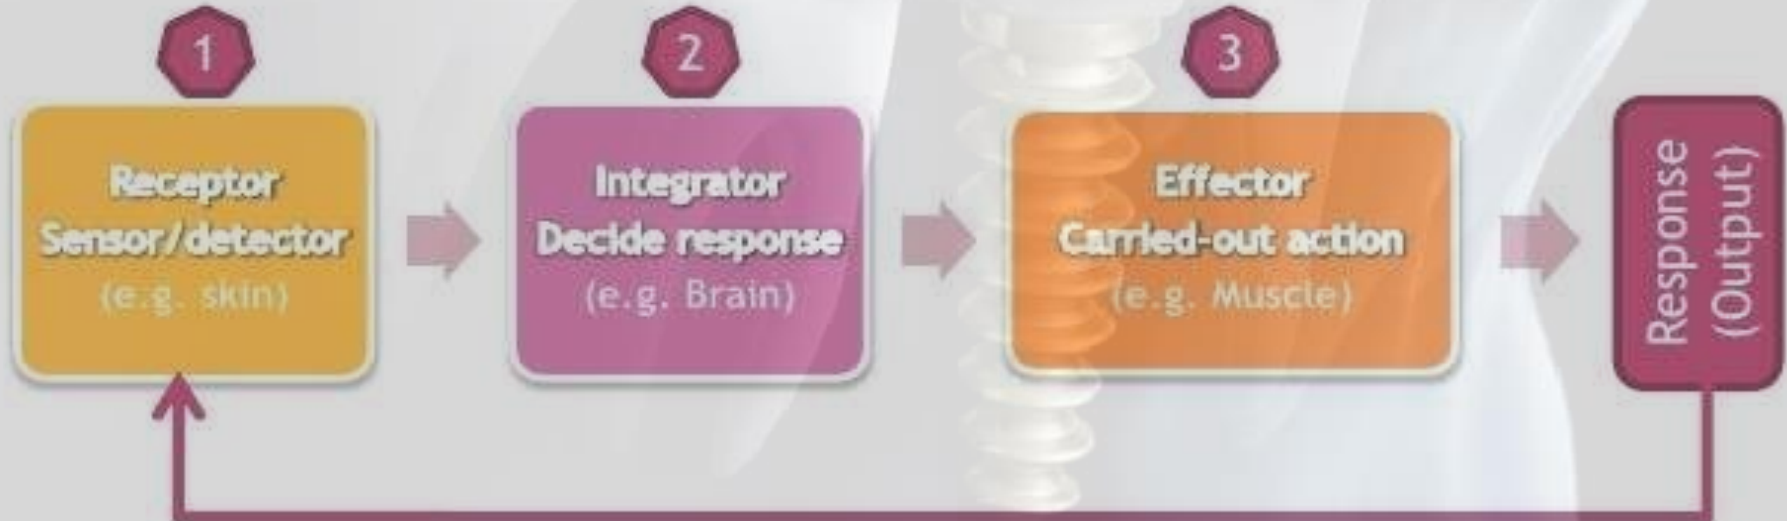 1
Receptor
Sensor/detector
(e.g. skin)
2
Integrator
Decide response
(e.g. Brain)
3
Effector
Carried-out action
(e.g. Muscle)
Response
(Output)